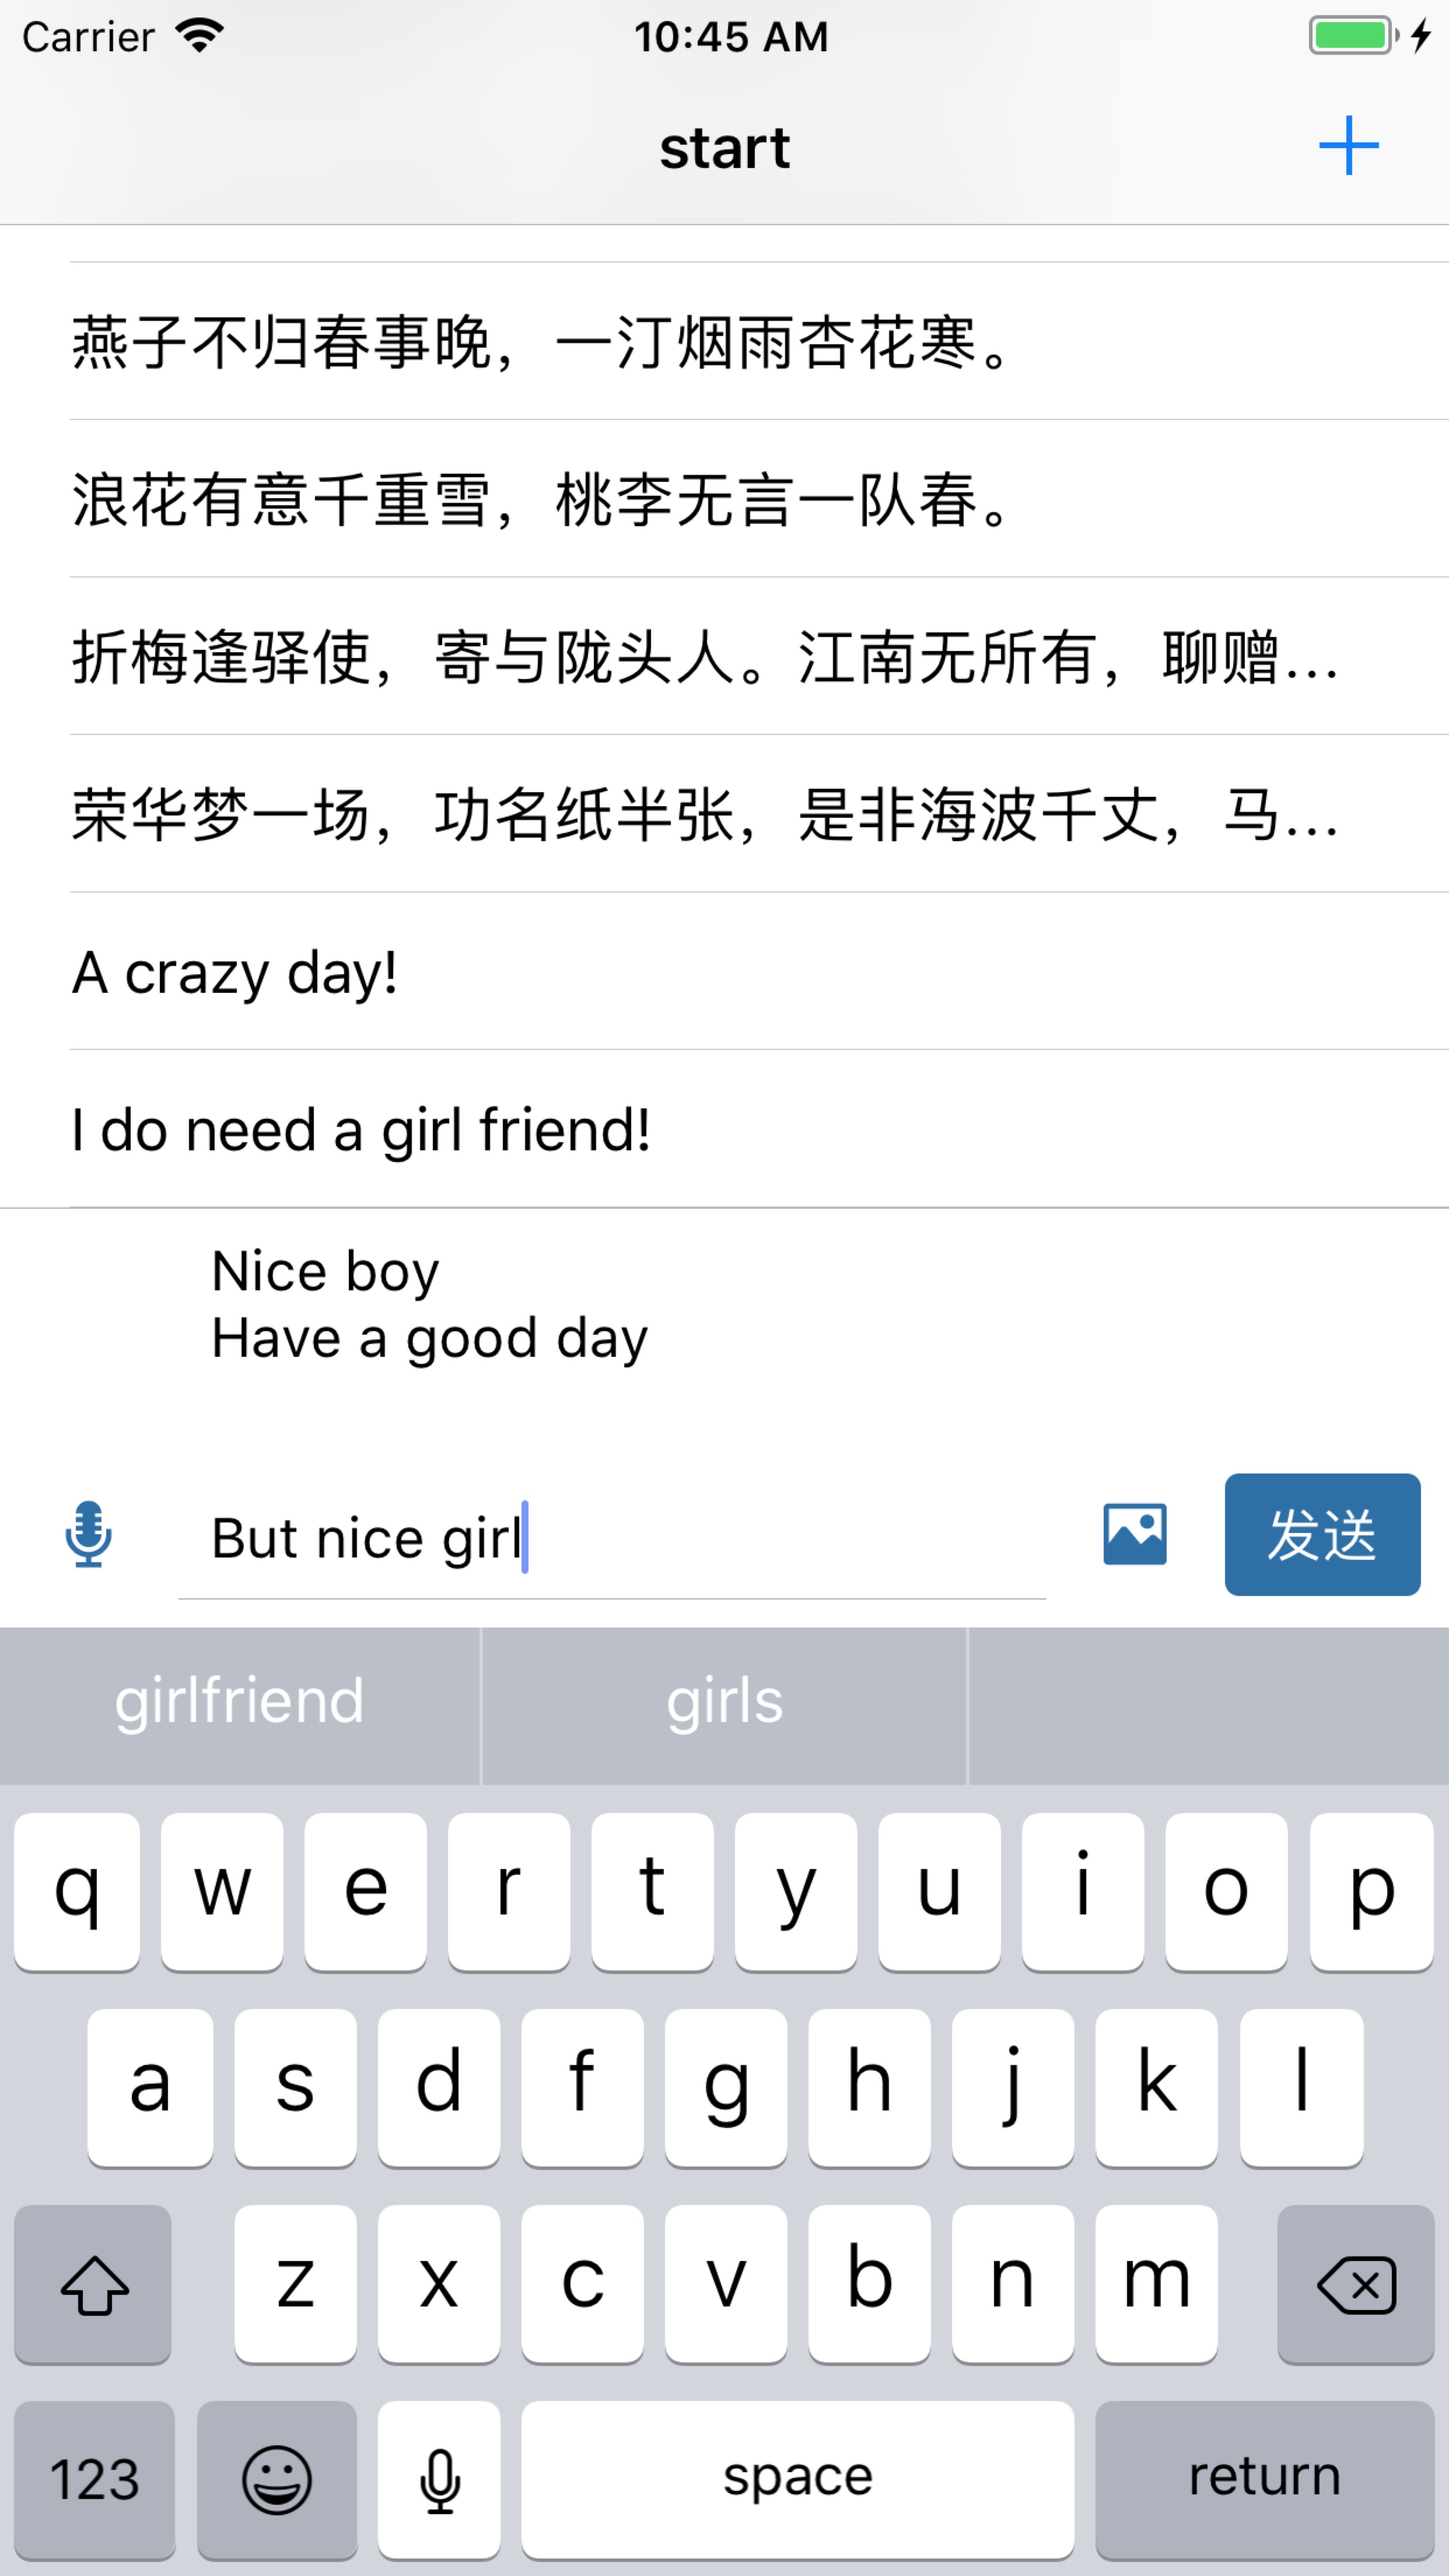 Carrier 10:45 AM
start
燕子不归春事晚，一汀烟雨杏花寒。
浪花有意千重雪，桃李无言一队春。
折梅逢驿使，寄与陇头人。江南无所有，聊赠...
荣华梦一场，功名纸半张，是非海波千丈，马...
A crazy day!
I do need a girl friend!
Nice boy
Have a good day
But nice girl 发送
girlfriend girls
q w e r t y u i o p
a s d f g h j k l
z x c v b n m
123 space return